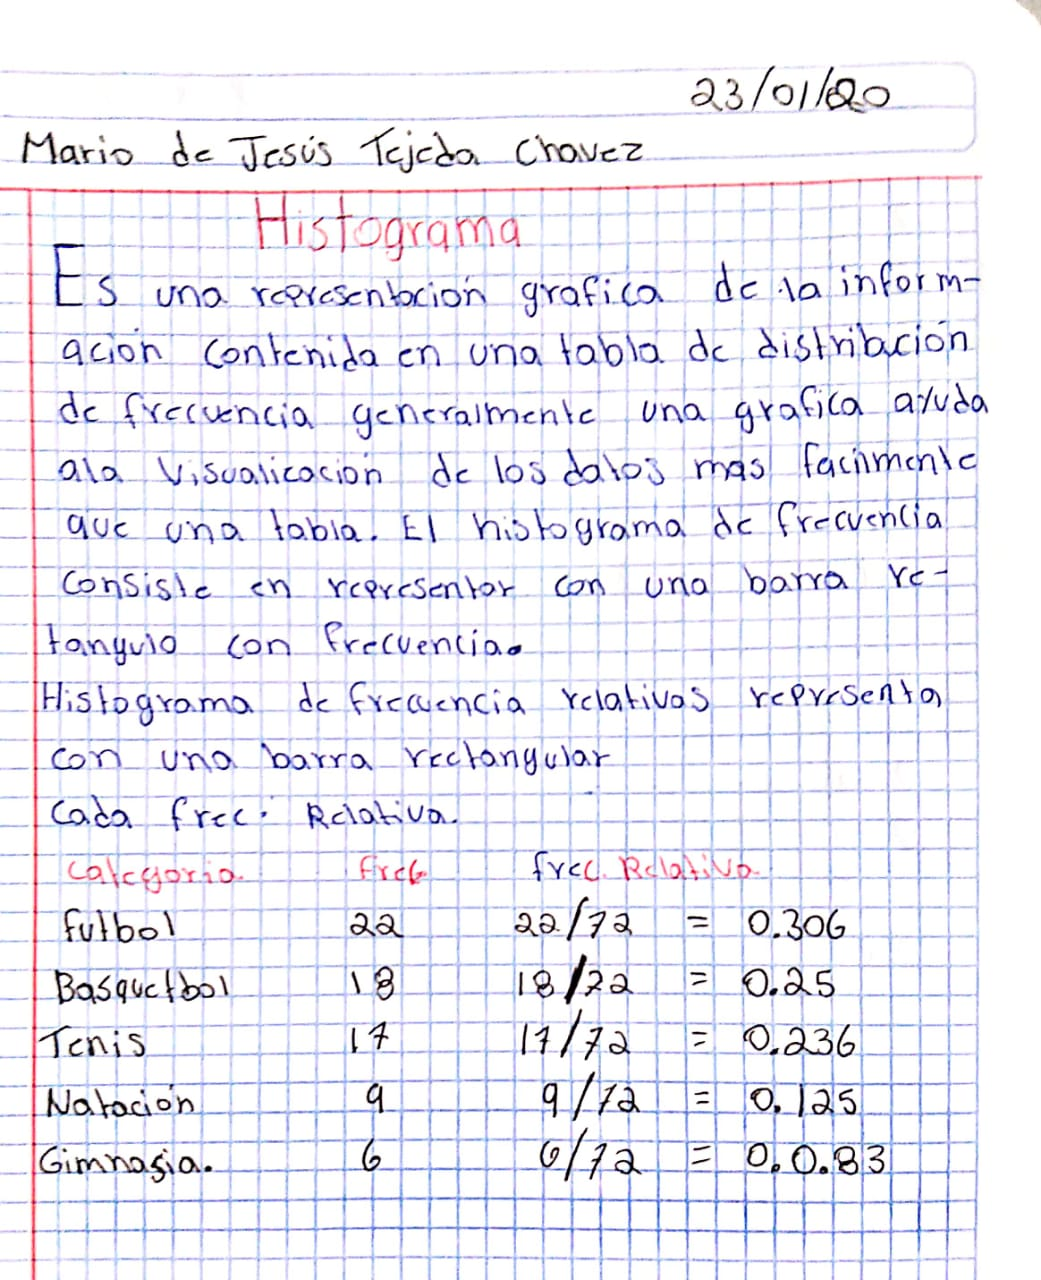 23/01/20
Mario de Jesús Tejeda Chavez
Histograma
Es una representación grafica de la inform-
ación contenida en una tabla de distribación
de frecuencia generalmente una grafica ayuda
ala visualicación de los datos mas facilmente
que una tabla. El histograma de frecuencia
consiste en representar con una barra re-
tangulo con frecuencia.
Histograma de frecuencia relativas representa
con una barra rectangular
Cada frec. Relativa.
Categoria. frec frec. Relativa
futbol 22 22/72 = 0.306
Basquetbol 18 18/72 = 0.25
Tenis 17 17/72 = 0.236
Natación 9 9/72 = 0.125
Gimnasia. 6 6/72 = 0.0.83